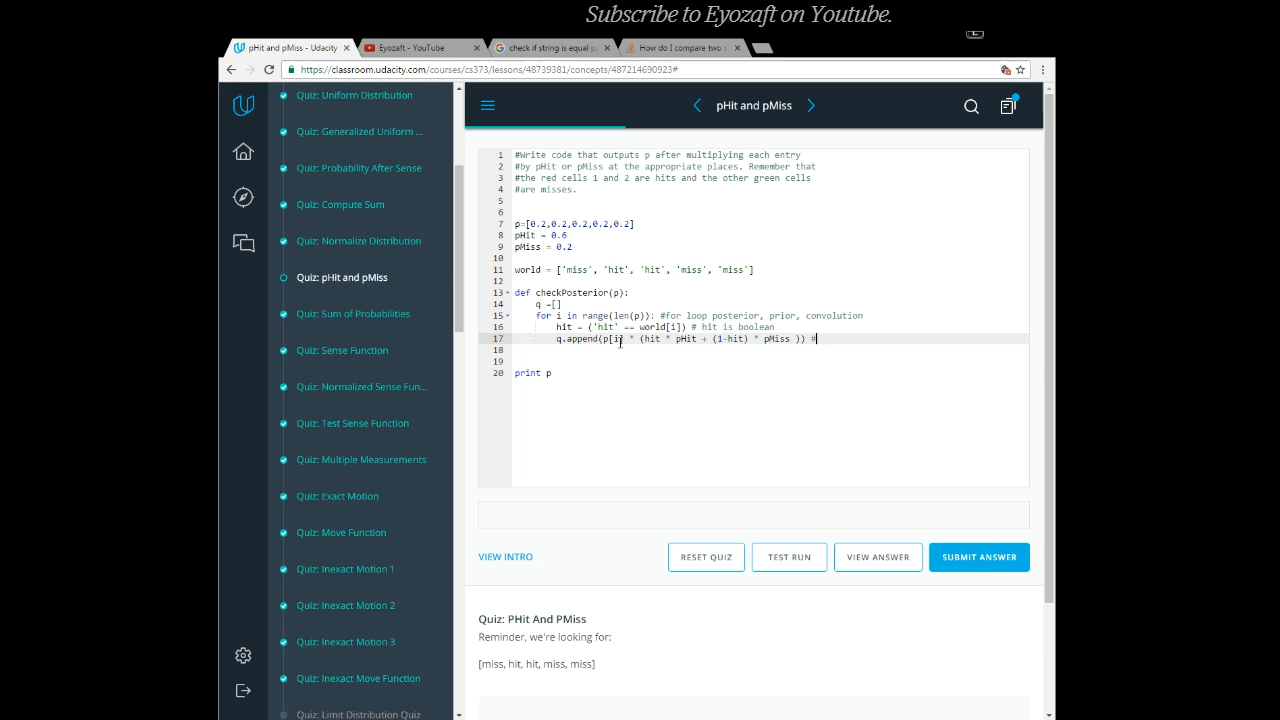 Subscribe to Eyozaft on Youtube.
pHit and pMiss - Udacity
Eyozaft - YouTube
check if string is equal p
How do I compare two s
https://classroom.udacity.com/courses/cs373/lessons/48739381/concepts/487214690923#
Quiz: Uniform Distribution
Quiz: Generalized Uniform ...
Quiz: Probability After Sense
Quiz: Compute Sum
Quiz: Normalize Distribution
Quiz: pHit and pMiss
Quiz: Sum of Probabilities
Quiz: Sense Function
Quiz: Normalized Sense Fun...
Quiz: Test Sense Function
Quiz: Multiple Measurements
Quiz: Exact Motion
Quiz: Move Function
Quiz: Inexact Motion 1
Quiz: Inexact Motion 2
Quiz: Inexact Motion 3
Quiz: Inexact Move Function
Quiz: Limit Distribution Quiz
pHit and pMiss
1 #Write code that outputs p after multiplying each entry
2 #by pHit or pMiss at the appropriate places. Remember that
3 #the red cells 1 and 2 are hits and the other green cells
4 #are misses.
5
6
7 p=[0.2,0.2,0.2,0.2,0.2]
8 pHit = 0.6
9 pMiss = 0.2
10
11 world = ['miss', 'hit', 'hit', 'miss', 'miss']
12
13 def checkPosterior(p):
14 q =[]
15 for i in range(len(p)): #for loop posterior, prior, convolution
16 hit = ('hit' == world[i]) # hit is boolean
17 q.append(p[i] * (hit * pHit + (1-hit) * pMiss )) #
18
19
20 print p
VIEW INTRO
RESET QUIZ
TEST RUN
VIEW ANSWER
SUBMIT ANSWER
Quiz: PHit And PMiss
Reminder, we're looking for:
[miss, hit, hit, miss, miss]